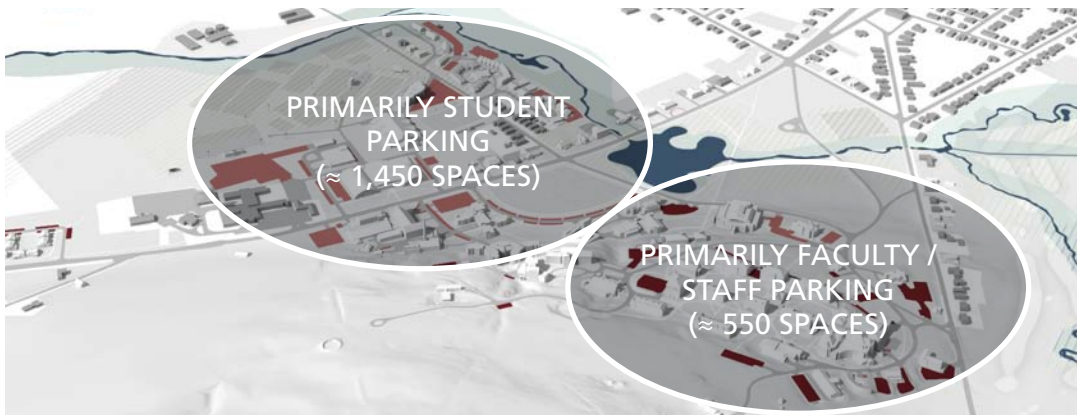 PRIMARILY STUDENT
PARKING
(≈ 1,450 SPACES)
PRIMARILY FACULTY /
STAFF PARKING
(≈ 550 SPACES)